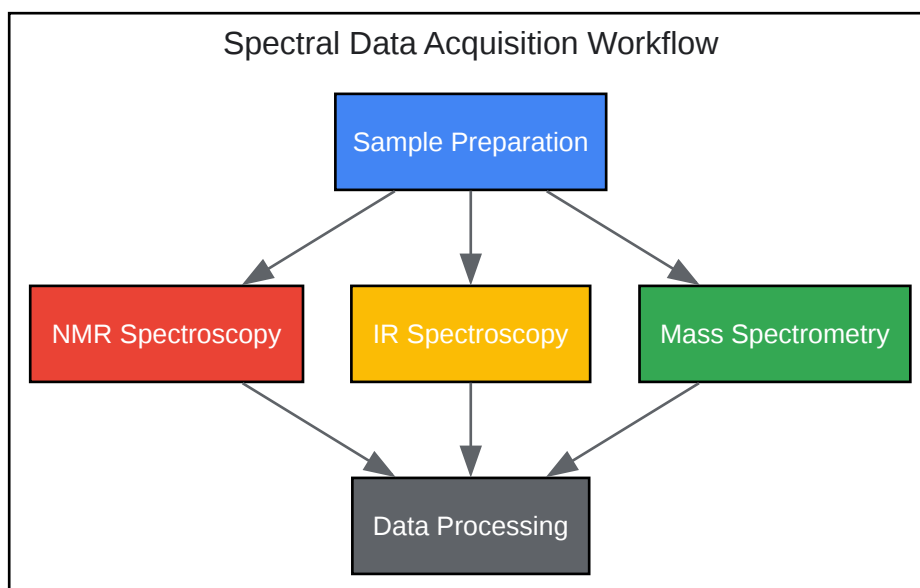 Spectral Data Acquisition Workflow
Sample Preparation
NMR Spectroscopy
IR Spectroscopy
Mass Spectrometry
Data Processing